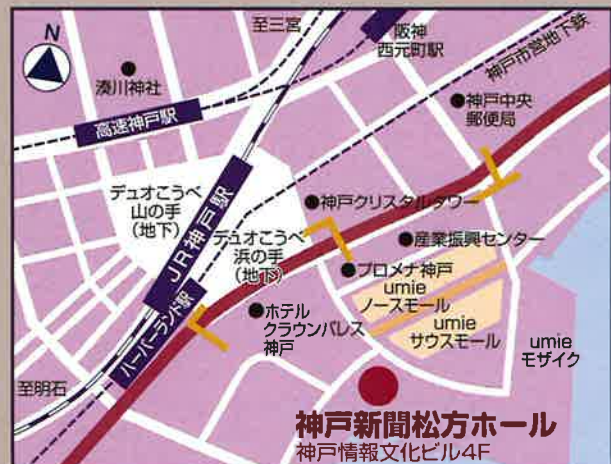 N
至三宮
阪神
西元町駅
神戸市営地下鉄
湊川神社
高速神戸駅
神戸中央
郵便局
デュオこうべ
山の手
(地下)
JR神戸駅
神戸クリスタルタワー
デュオこうべ
浜の手
(地下)
産業振興センター
プロメナ神戸
umie
ノースモール
ハーバーランド駅
ホテル
クラウンパレス
神戸
umie
サウスモール
umie
モザイク
至明石
神戸新聞松方ホール
神戸情報文化ビル4F